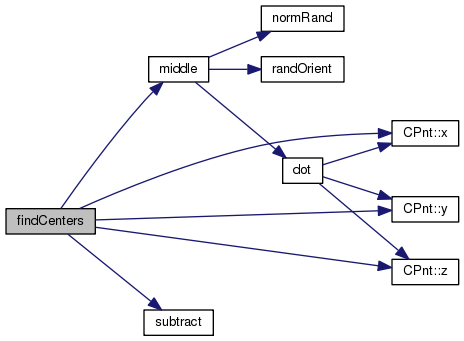 normRand
middle
randOrient
CPnt::x
dot
CPnt::y
findCenters
CPnt::z
subtract